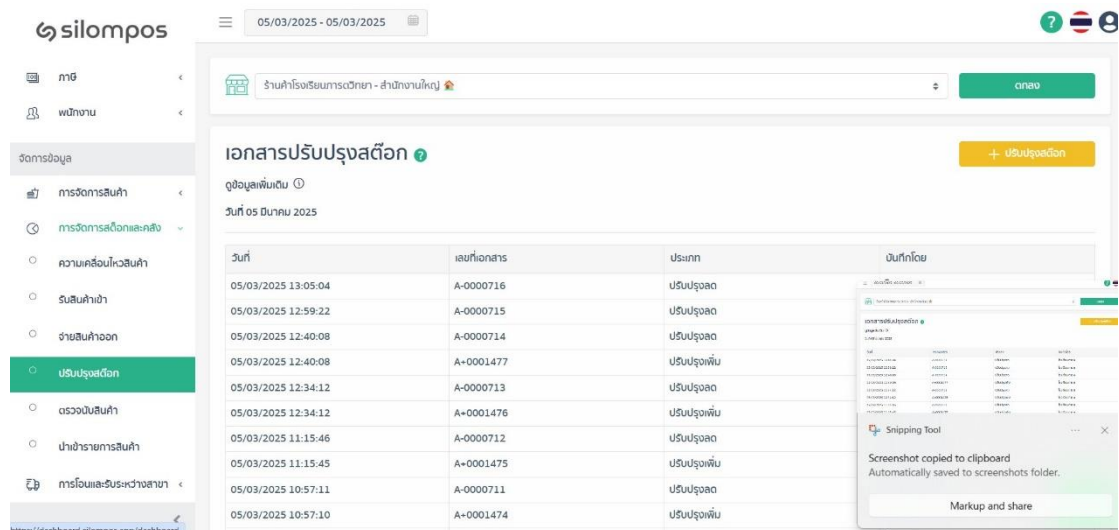 silompos
05/03/2025 - 05/03/2025
?
ภาษี
พนักงาน
จัดการข้อมูล
การจัดการสินค้า
การจัดการสต็อกและคลัง
ความเคลื่อนไหวสินค้า
รับสินค้าเข้า
จ่ายสินค้าออก
ปรับปรุงสต๊อก
ตรวจนับสินค้า
นำเข้ารายการสินค้า
การโอนและรับระหว่างสาขา
ร้านค้าโรงเรียนภารตวิทยา - สำนักงานใหญ่
ตกลง
เอกสารปรับปรุงสต๊อก ?
+ ปรับปรุงสต๊อก
ดูข้อมูลเพิ่มเติม
วันที่ 05 มีนาคม 2025
วันที่ เลขที่เอกสาร ประเภท บันทึกโดย
05/03/2025 13:05:04 A-0000716 ปรับปรุงลด
05/03/2025 12:59:22 A-0000715 ปรับปรุงลด
05/03/2025 12:40:08 A-0000714 ปรับปรุงลด
05/03/2025 12:40:08 A+0001477 ปรับปรุงเพิ่ม
05/03/2025 12:34:12 A-0000713 ปรับปรุงลด
05/03/2025 12:34:12 A+0001476 ปรับปรุงเพิ่ม
05/03/2025 11:15:46 A-0000712 ปรับปรุงลด
05/03/2025 11:15:45 A+0001475 ปรับปรุงเพิ่ม
05/03/2025 10:57:11 A-0000711 ปรับปรุงลด
05/03/2025 10:57:10 A+0001474 ปรับปรุงเพิ่ม
Snipping Tool
Screenshot copied to clipboard
Automatically saved to screenshots folder.
Markup and share